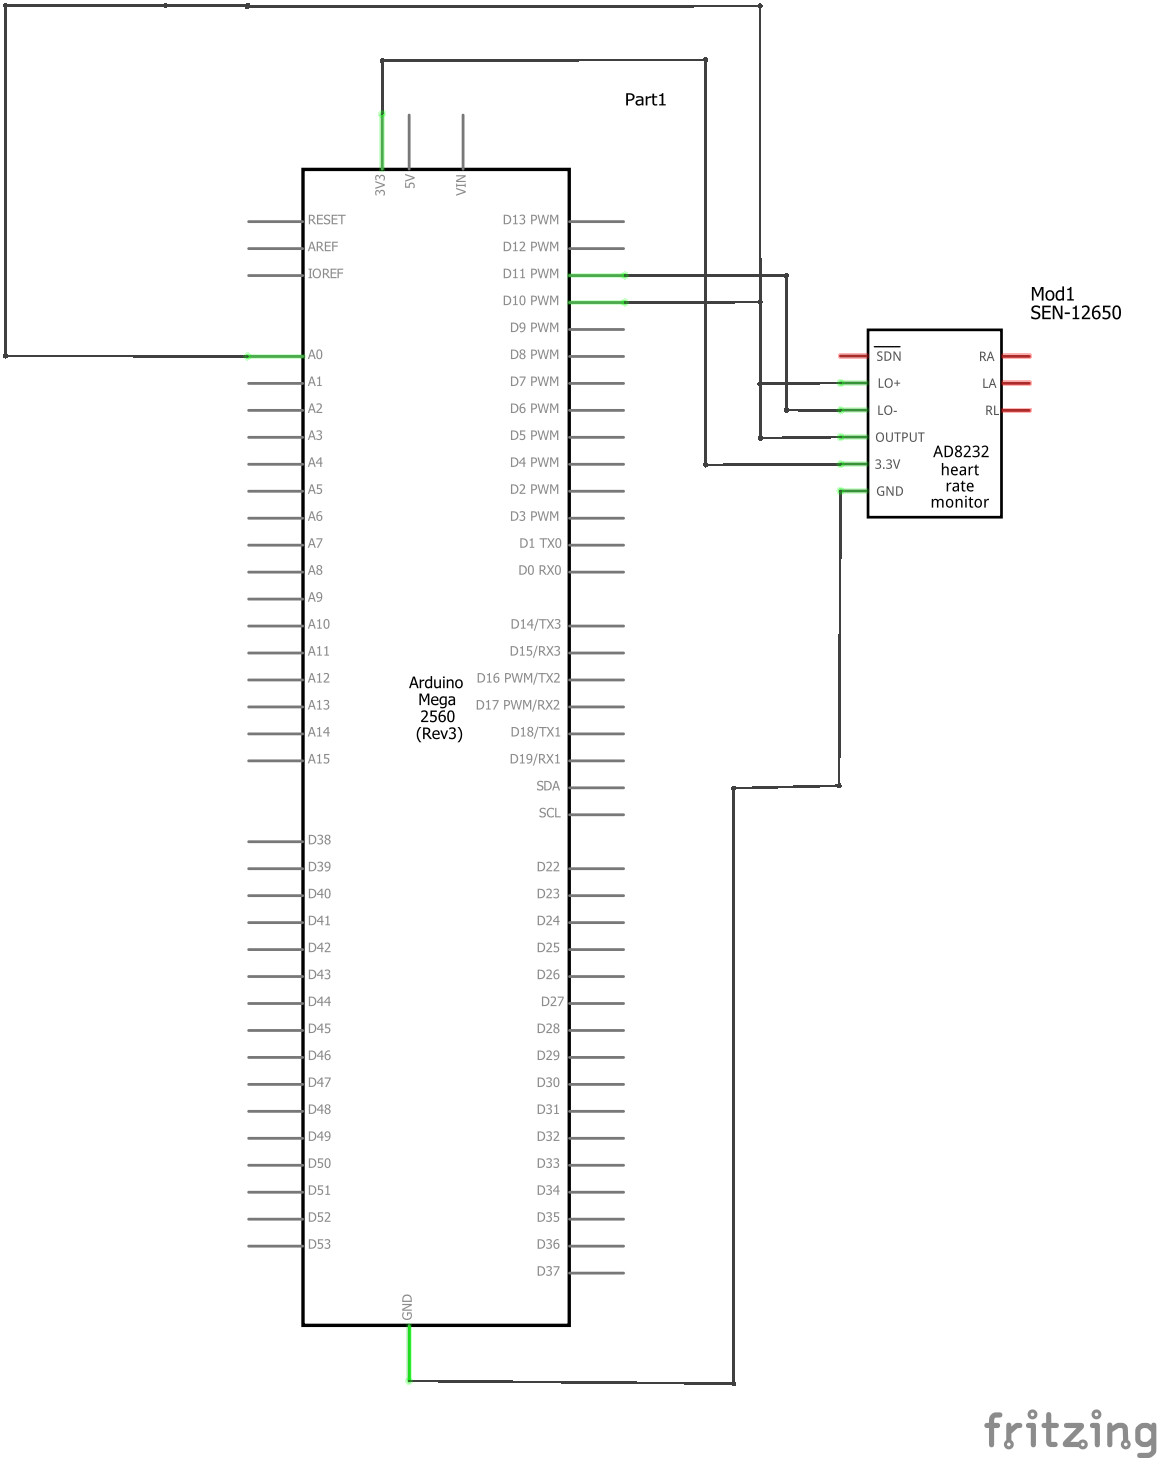 Part1
3V3
5V
VIN
RESET
AREF
IOREF
A0
A1
A2
A3
A4
A5
A6
A7
A8
A9
A10
A11
A12
A13
A14
A15
D38
D39
D40
D41
D42
D43
D44
D45
D46
D47
D48
D49
D50
D51
D52
D53
Arduino
Mega
2560
(Rev3)
D13 PWM
D12 PWM
D11 PWM
D10 PWM
D9 PWM
D8 PWM
D7 PWM
D6 PWM
D5 PWM
D4 PWM
D2 PWM
D3 PWM
D1 TX0
D0 RX0
D14/TX3
D15/RX3
D16 PWM/TX2
D17 PWM/RX2
D18/TX1
D19/RX1
SDA
SCL
D22
D23
D24
D25
D26
D27
D28
D29
D30
D31
D32
D33
D34
D35
D36
D37
GND
Mod1
SEN-12650
SDN
LO+
LO-
OUTPUT
3.3V
GND
RA
LA
RL
AD8232
heart
rate
monitor
fritzing